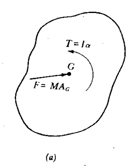 T = Iα
G
F = MA_G
(a)